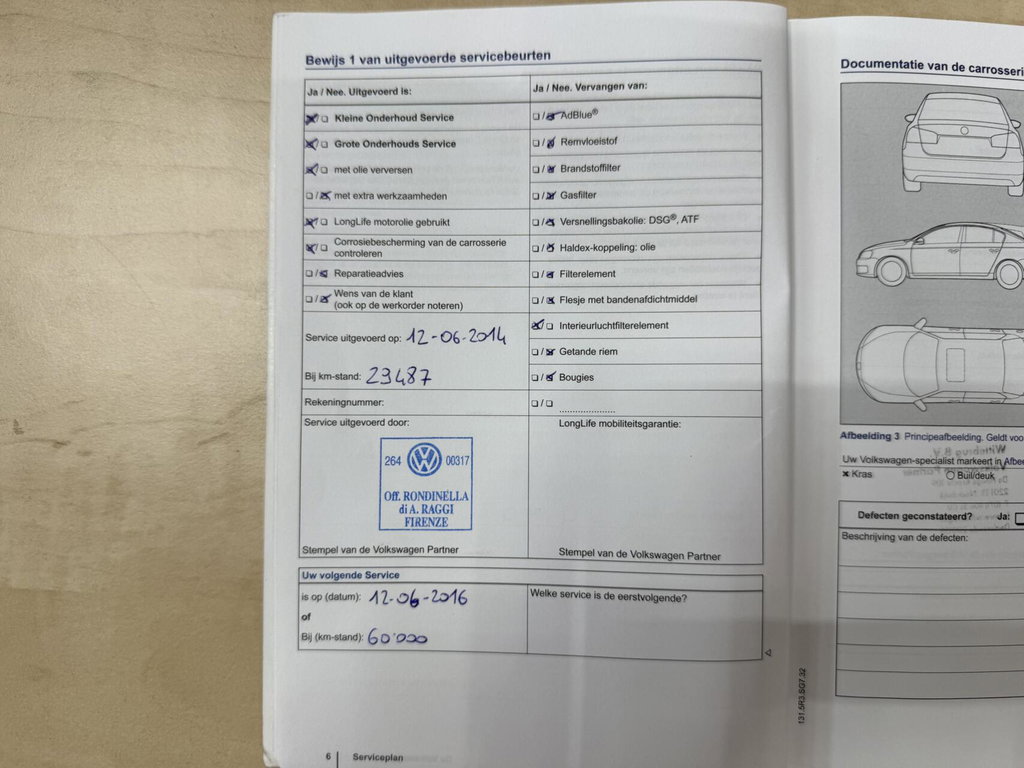 Bewijs 1 van uitgevoerde servicebeurten
Ja / Nee. Uitgevoerd is:
Kleine Onderhoud Service
Grote Onderhouds Service
met olie verversen
met extra werkzaamheden
LongLife motorolie gebruikt
Corrosiebescherming van de carrosserie
controleren
Reparatieadvies
Wens van de klant
(ook op de werkorder noteren)
Service uitgevoerd op: 12-06-2014
Bij km-stand: 23487
Rekeningnummer:
Service uitgevoerd door:
264 00317
Off. RONDINELLA
di A. RAGGI
FIRENZE
Stempel van de Volkswagen Partner
Ja / Nee. Vervangen van:
AdBlue®
Remvloeistof
Brandstoffilter
Gasfilter
Versnellingsbakolie: DSG®, ATF
Haldex-koppeling: olie
Filterelement
Flesje met bandenafdichtmiddel
Interieurluchtfilterelement
Getande riem
Bougies
LongLife mobiliteitsgarantie:
Stempel van de Volkswagen Partner
Uw volgende Service
is op (datum): 12-06-2016
of
Bij (km-stand): 60'000
Welke service is de eerstvolgende?
6 Serviceplan
131.5R3.SG7.32
Documentatie van de carrosseri
Afbeelding 3 Principeafbeelding. Geldt voo
Uw Volkswagen-specialist markeert in Afbee
Kras
Buil/deuk
Defecten geconstateerd? Ja:
Beschrijving van de defecten: